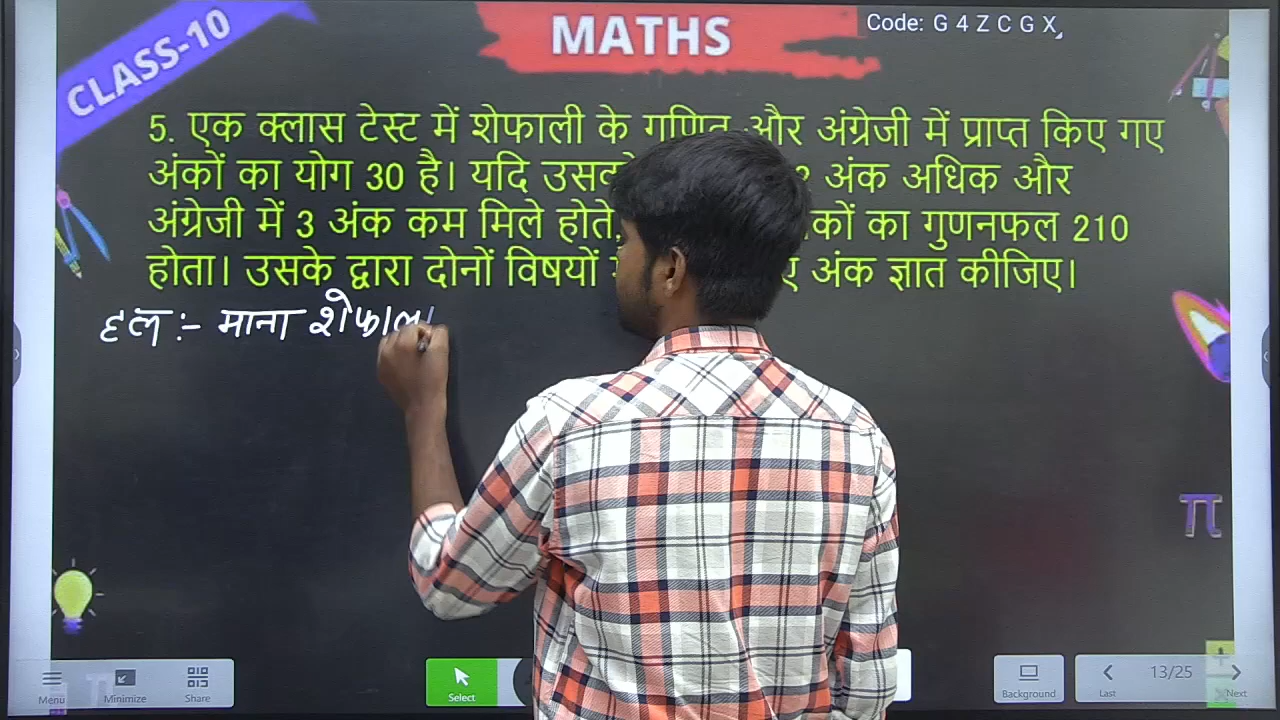 CLASS-10
MATHS
Code: G 4 Z C G X
5. एक क्लास टेस्ट में शेफाली के गणित और अंग्रेजी में प्राप्त किए गए
अंकों का योग 30 है। यदि अंक अधिक और
अंग्रेजी में 3 अंक कम मिले होते, का गुणनफल 210
होता। उसके द्वारा दोनों विषयों अंक ज्ञात कीजिए।
हल :- माना
π
Menu
Minimize
Share
Select
Background
Last
13/25
Next